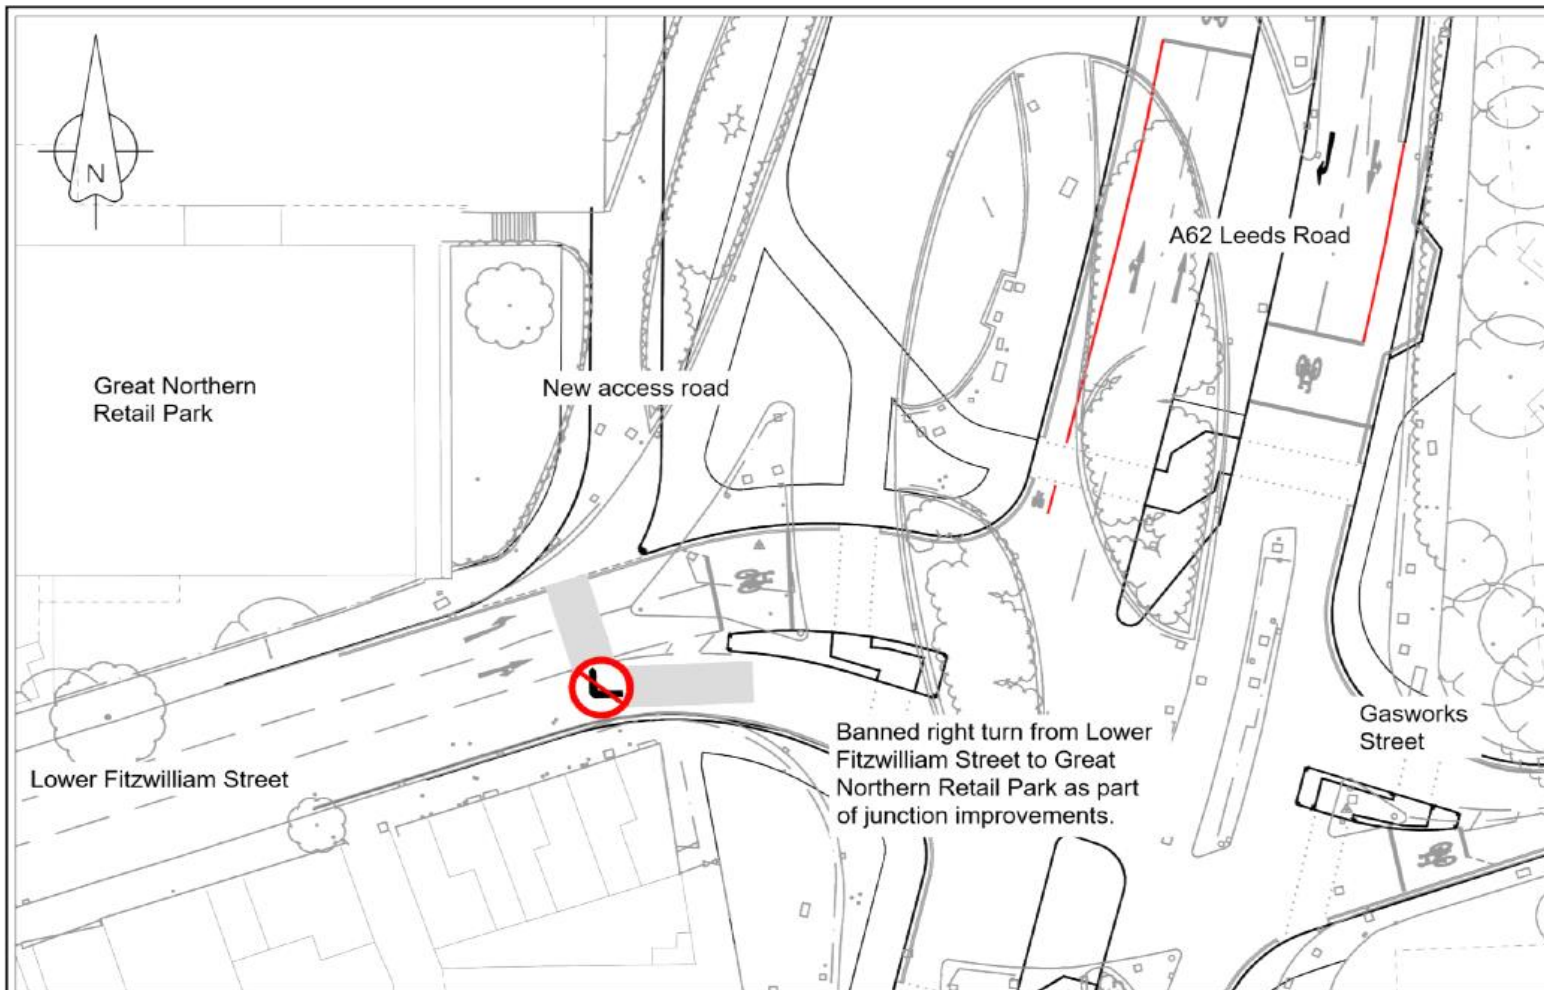 N
A62 Leeds Road
Great Northern
Retail Park
New access road
Gasworks
Street
Banned right turn from Lower
Fitzwilliam Street to Great
Northern Retail Park as part
of junction improvements.
Lower Fitzwilliam Street